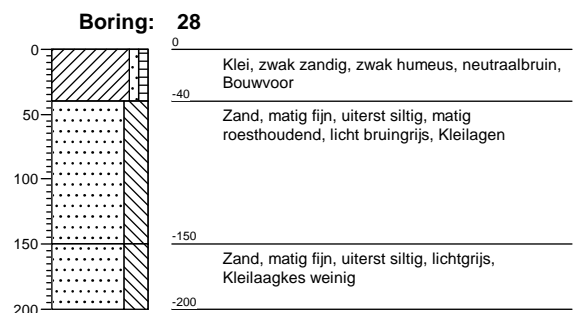 Boring: 28
0
0
Klei, zwak zandig, zwak humeus, neutraalbruin,
Bouwvoor
-40
Zand, matig fijn, uiterst siltig, matig
roesthoudend, licht bruingrijs, Kleilagen
50
100
150
-150
Zand, matig fijn, uiterst siltig, lichtgrijs,
Kleilaagkes weinig
200
-200